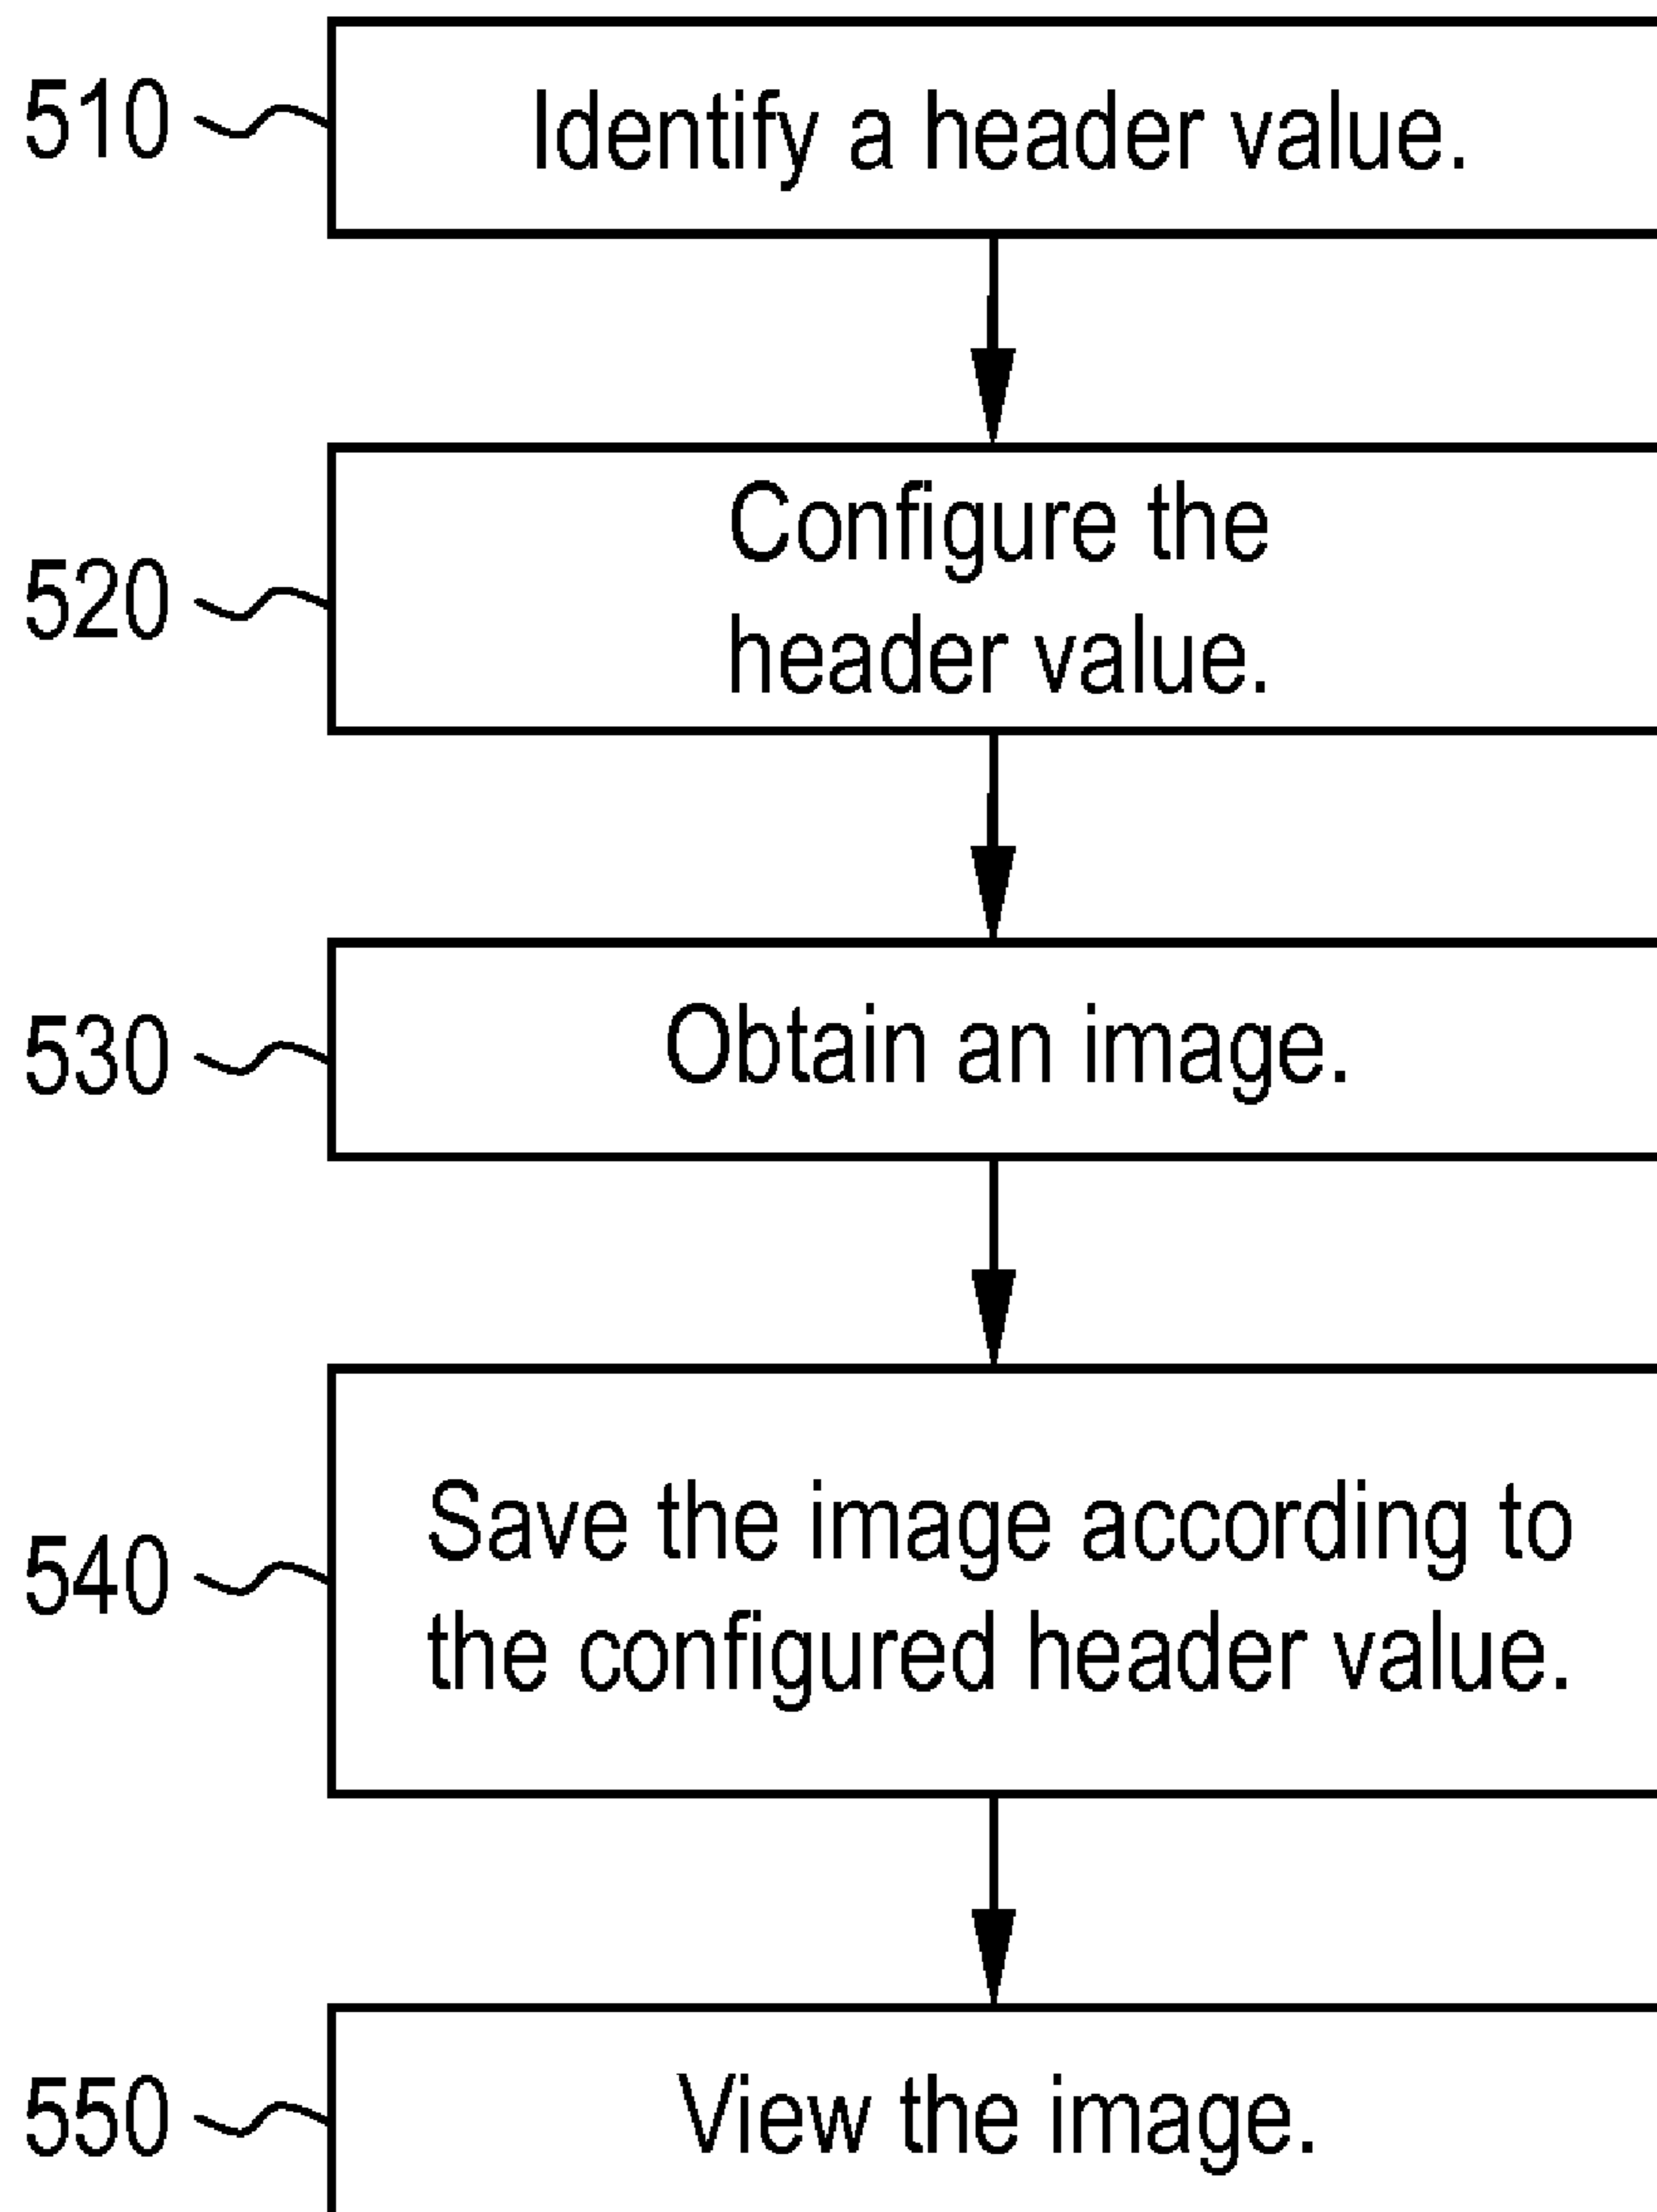 510 Identify a header value.
520 Configure the
header value.
530 Obtain an image.
540 Save the image according to
the configured header value.
550 View the image.